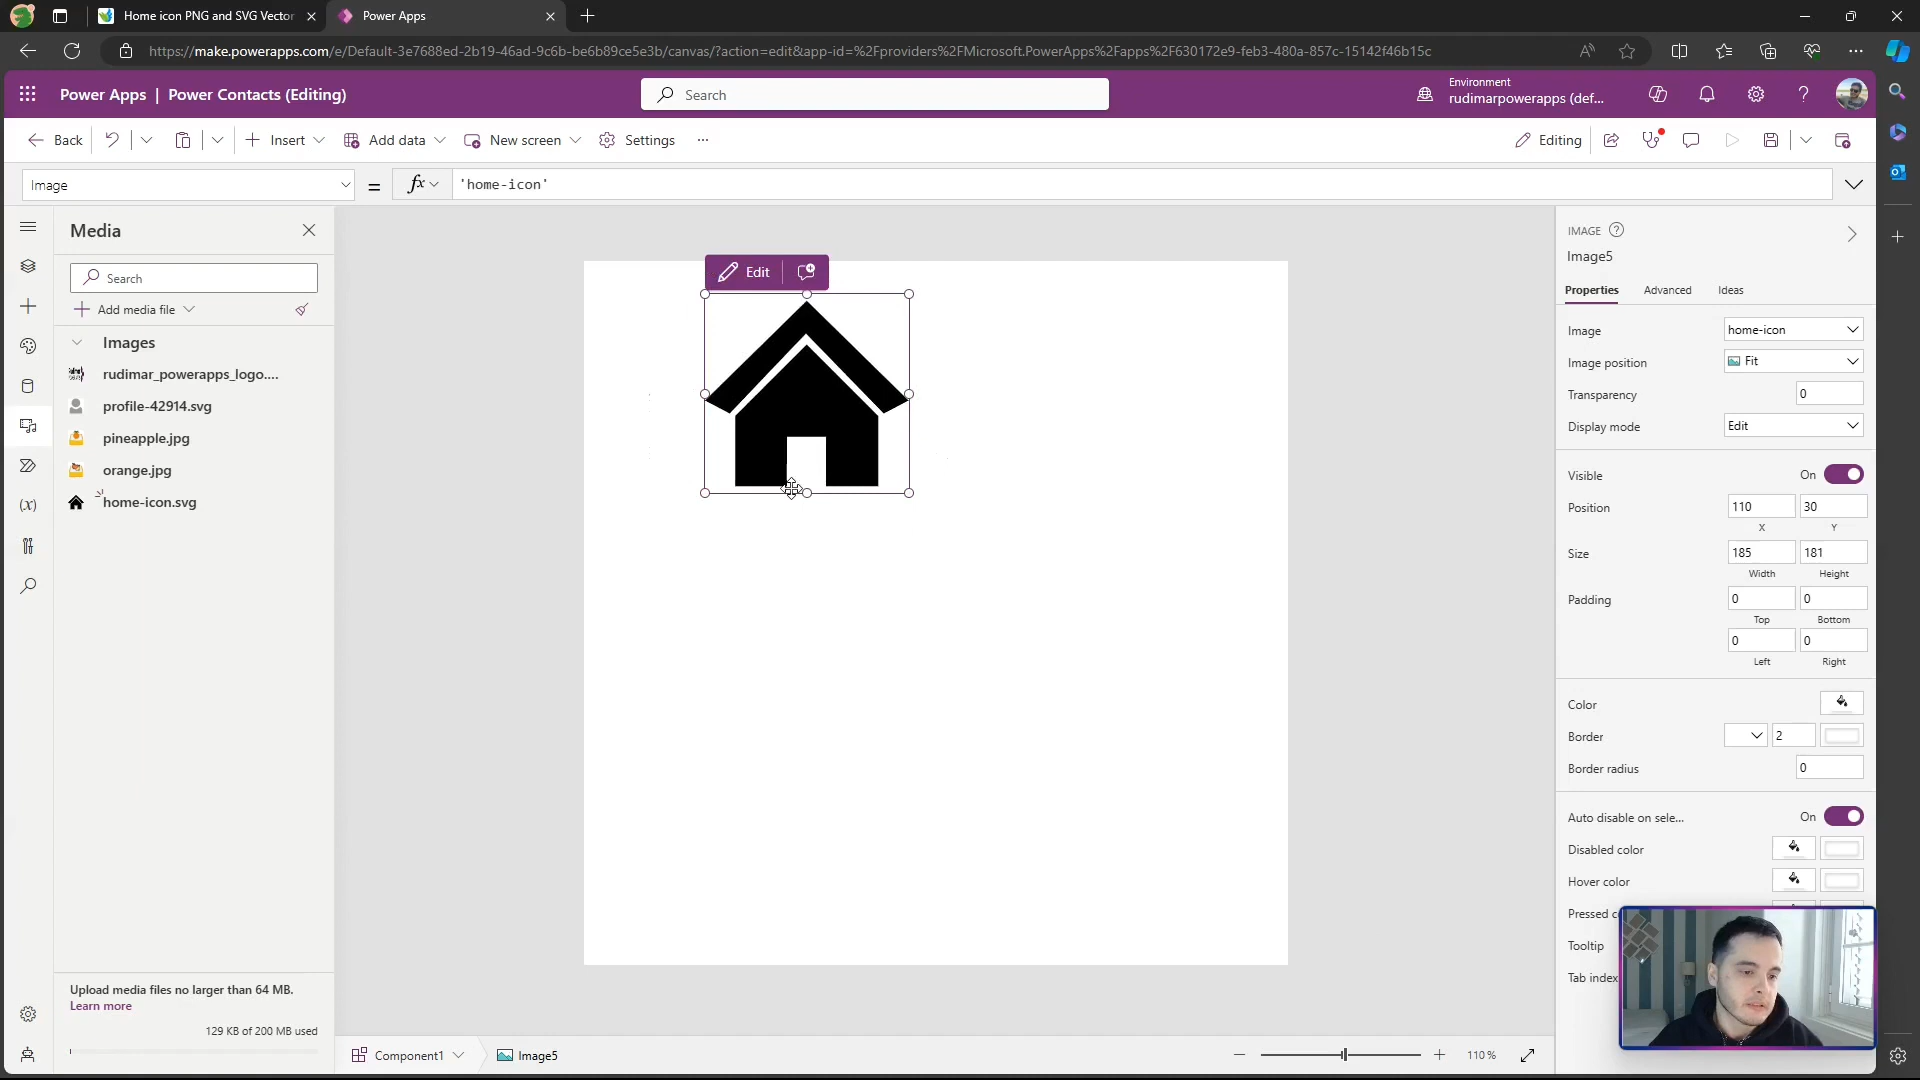 Home icon PNG and SVG Vector
Power Apps
https://make.powerapps.com/e/Default-3e7688ed-2b19-46ad-9c6b-be6b89ce5e3b/canvas/?action=edit&app-id=%2Fproviders%2FMicrosoft.PowerApps%2Fapps%2F630172e9-feb3-480a-857c-15142f46b15c
Power Apps | Power Contacts (Editing)
Search
Environment
rudimarpowerapps (def...
Back
Insert
Add data
New screen
Settings
Editing
Image
=
fx
'home-icon'
Media
Search
Add media file
Images
rudimar_powerapps_logo....
profile-42914.svg
pineapple.jpg
orange.jpg
home-icon.svg
Upload media files no larger than 64 MB.
Learn more
129 KB of 200 MB used
Edit
Component1
Image5
110 %
IMAGE
Image5
Properties
Advanced
Ideas
Image
home-icon
Image position
Fit
Transparency
0
Display mode
Edit
Visible
On
Position
110
30
X
Y
Size
185
181
Width
Height
Padding
0
0
Top
Bottom
0
0
Left
Right
Color
Border
2
Border radius
0
Auto disable on sele...
On
Disabled color
Hover color
Pressed c
Tooltip
Tab index